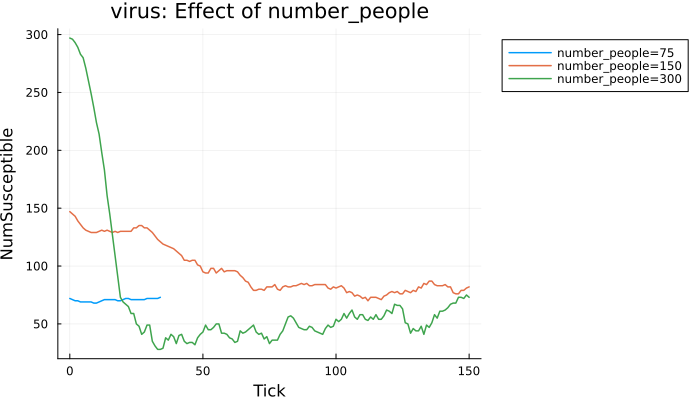 virus: Effect of number_people
number_people=75
number_people=150
number_people=300
NumSusceptible
300
250
200
150
100
50
0
50
100
150
Tick